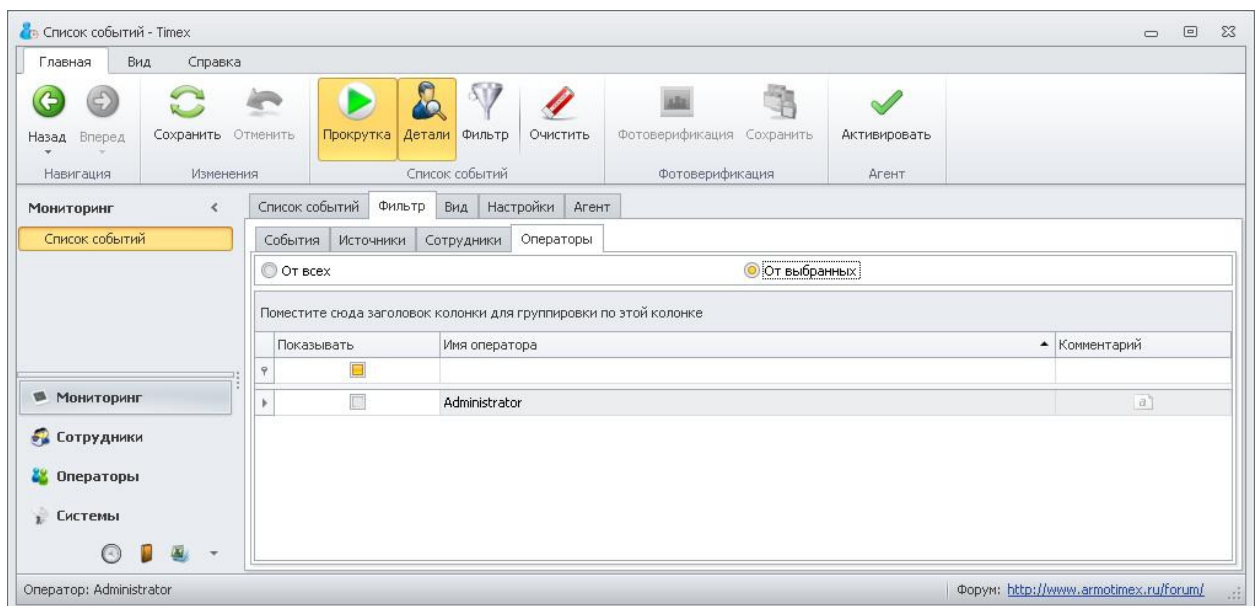 Список событий - Timex
Главная Вид Справка
Назад Вперед Сохранить Отменить Прокрутка Детали Фильтр Очистить Фотоверификация Сохранить Активировать
Навигация Изменения Список событий Фотоверификация Агент
Мониторинг <
Список событий Фильтр Вид Настройки Агент
Список событий
События Источники Сотрудники Операторы
От всех От выбранных
Поместите сюда заголовок колонки для группировки по этой колонке
Показывать Имя оператора Комментарий
Administrator a
Мониторинг
Сотрудники
Операторы
Системы
Оператор: Administrator Форум: http://www.armotimex.ru/forum/